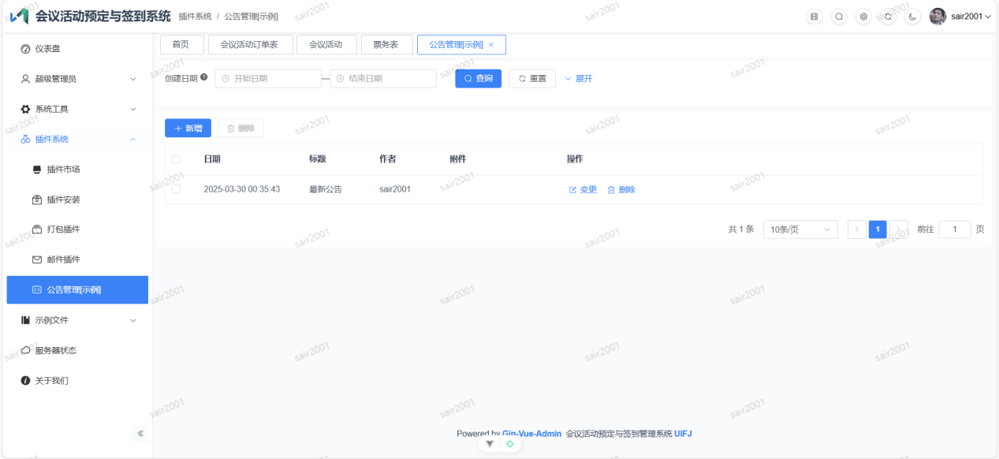 会议活动预定与签到系统 插件系统 / 公告管理[示例] sair2001
首页 会议活动订单表 会议活动 票务表 公告管理[示例] ×
仪表盘
超级管理员
系统工具
插件系统
插件市场
插件安装
打包插件
邮件插件
公告管理[示例]
示例文件
服务器状态
关于我们
创建日期 开始日期 — 结束日期 查询 重置 展开
+ 新增 删除
日期 标题 作者 附件 操作
2025-03-30 00:35:43 最新公告 sair2001 变更 删除
共 1 条 10条/页 1 前往 1 页
Powered by Gin-Vue-Admin 会议活动预定与签到管理系统 UIFJ
sair2001